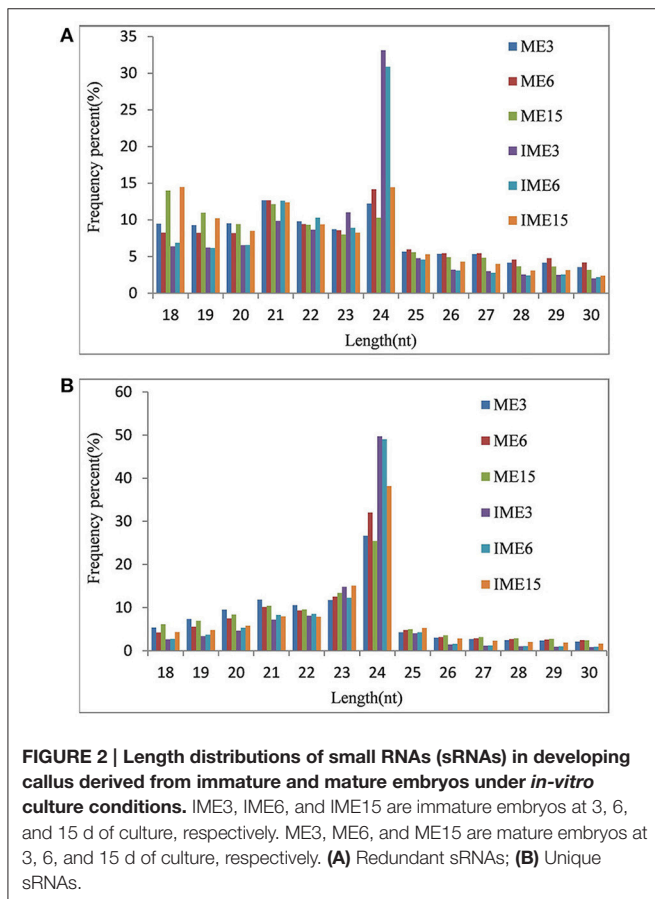 A
Frequency percent(%)
35
30
25
20
15
10
5
0
ME3
ME6
ME15
IME3
IME6
IME15
18 19 20 21 22 23 24 25 26 27 28 29 30
Length(nt)
B
Frequency percent(%)
60
50
40
30
20
10
0
ME3
ME6
ME15
IME3
IME6
IME15
18 19 20 21 22 23 24 25 26 27 28 29 30
Length(nt)
FIGURE 2 | Length distributions of small RNAs (sRNAs) in developing
callus derived from immature and mature embryos under in-vitro
culture conditions. IME3, IME6, and IME15 are immature embryos at 3, 6,
and 15 d of culture, respectively. ME3, ME6, and ME15 are mature embryos at
3, 6, and 15 d of culture, respectively. (A) Redundant sRNAs; (B) Unique
sRNAs.